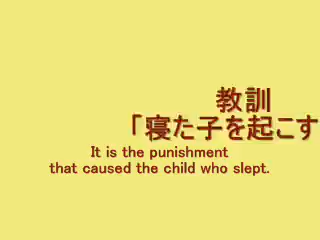 教訓
「寝た子を起こす
It is the punishment
that caused the child who slept.